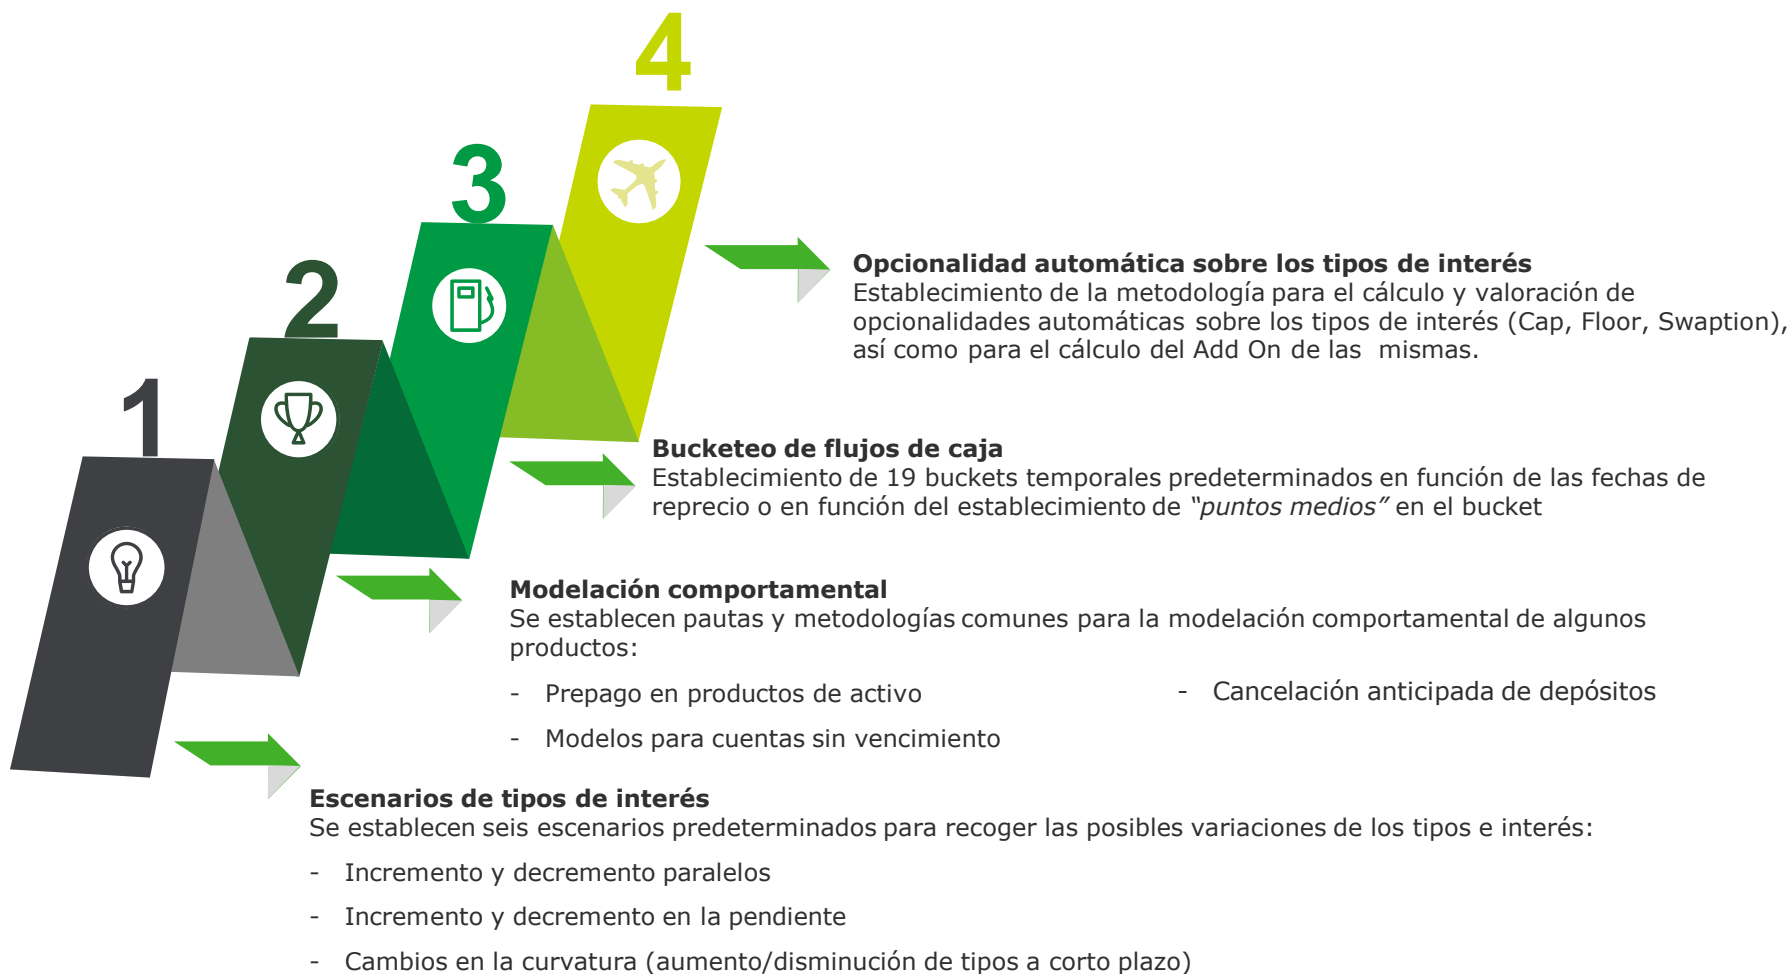 4
3
2
1
Opcionalidad automática sobre los tipos de interés
Establecimiento de la metodología para el cálculo y valoración de
opcionalidades automáticas sobre los tipos de interés (Cap, Floor, Swaption),
así como para el cálculo del Add On de las mismas.
Bucketeo de flujos de caja
Establecimiento de 19 buckets temporales predeterminados en función de las fechas de
reprecio o en función del establecimiento de “puntos medios” en el bucket
Modelación comportamental
Se establecen pautas y metodologías comunes para la modelación comportamental de algunos
productos:
- Prepago en productos de activo
- Cancelación anticipada de depósitos
- Modelos para cuentas sin vencimiento
Escenarios de tipos de interés
Se establecen seis escenarios predeterminados para recoger las posibles variaciones de los tipos e interés:
- Incremento y decremento paralelos
- Incremento y decremento en la pendiente
- Cambios en la curvatura (aumento/disminución de tipos a corto plazo)